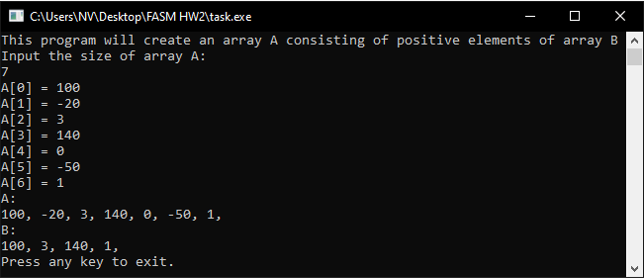 C:\Users\NV\Desktop\FASM HW2\task.exe
This program will create an array A consisting of positive elements of array B
Input the size of array A:
7
A[0] = 100
A[1] = -20
A[2] = 3
A[3] = 140
A[4] = 0
A[5] = -50
A[6] = 1
A:
100, -20, 3, 140, 0, -50, 1,
B:
100, 3, 140, 1,
Press any key to exit.